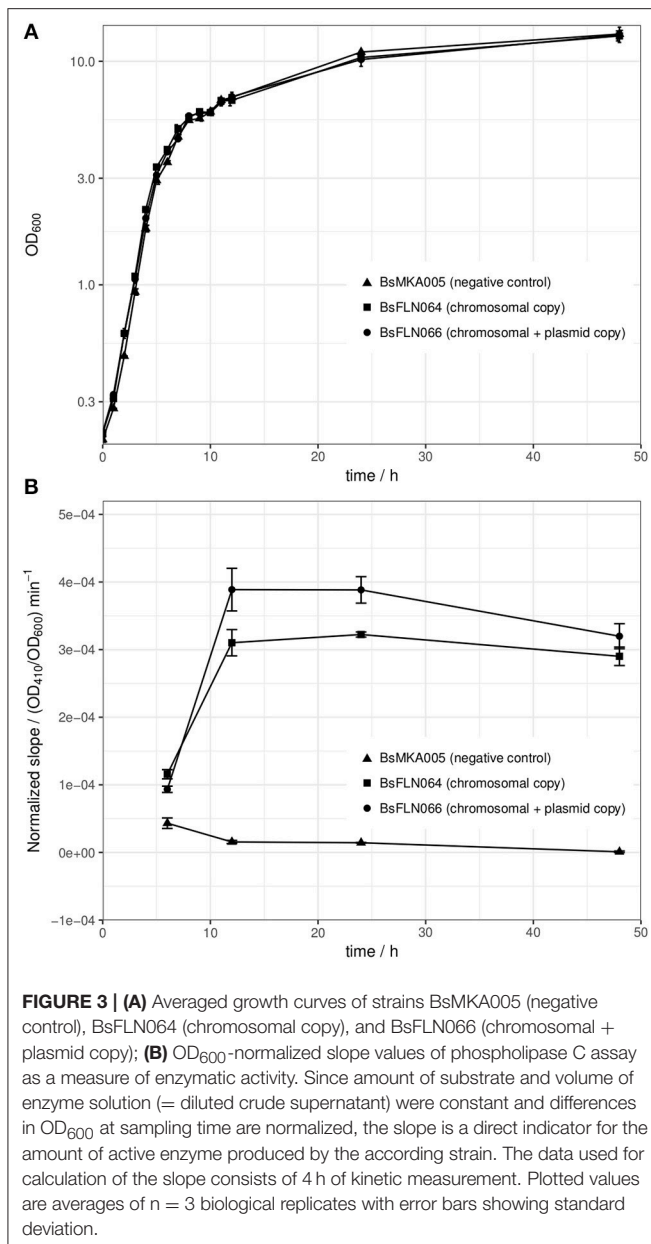 A
10.0
3.0
1.0
0.3
OD600
▲ BsMKA005 (negative control)
■ BsFLN064 (chromosomal copy)
● BsFLN066 (chromosomal + plasmid copy)
0 10 20 30 40 50
time / h
B
5e−04
4e−04
3e−04
2e−04
1e−04
0e+00
−1e−04
Normalized slope / (OD410/OD600) min−1
▲ BsMKA005 (negative control)
■ BsFLN064 (chromosomal copy)
● BsFLN066 (chromosomal + plasmid copy)
0 10 20 30 40 50
time / h
FIGURE 3 | (A) Averaged growth curves of strains BsMKA005 (negative
control), BsFLN064 (chromosomal copy), and BsFLN066 (chromosomal +
plasmid copy); (B) OD600-normalized slope values of phospholipase C assay
as a measure of enzymatic activity. Since amount of substrate and volume of
enzyme solution (= diluted crude supernatant) were constant and differences
in OD600 at sampling time are normalized, the slope is a direct indicator for the
amount of active enzyme produced by the according strain. The data used for
calculation of the slope consists of 4 h of kinetic measurement. Plotted values
are averages of n = 3 biological replicates with error bars showing standard
deviation.